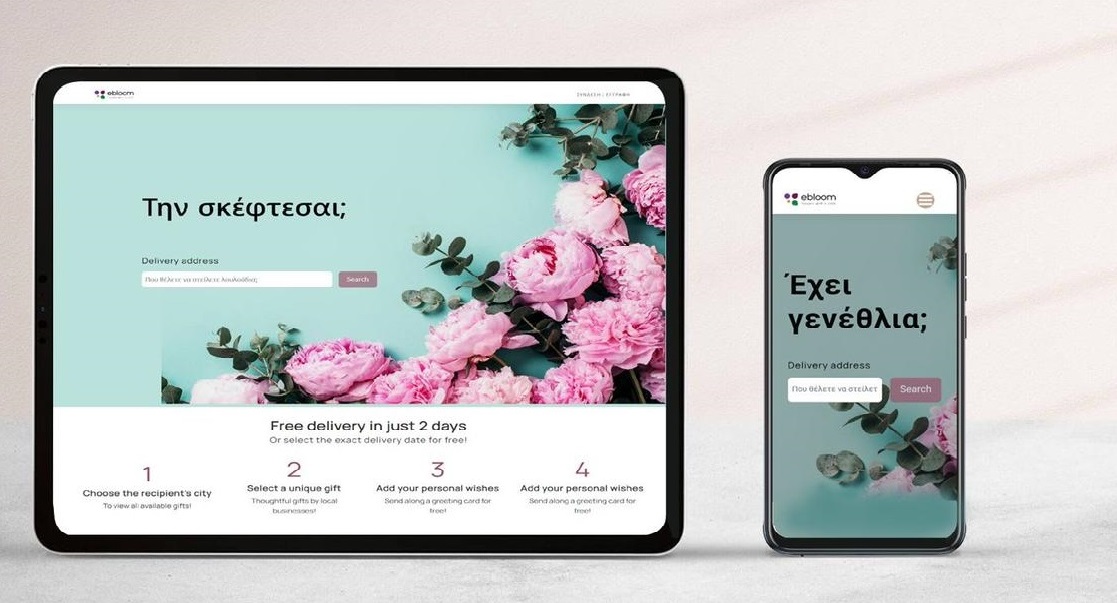 ebloom
ΣΥΝΔΕΣΗ | ΕΓΓΡΑΦΗ
Την σκέφτεσαι;
Delivery address
Που θέλετε να στείλετε λουλούδια;
Search
Free delivery in just 2 days
Or select the exact delivery date for free!
1
Choose the recipient's city
To view all available gifts!
2
Select a unique gift
Thoughtful gifts by local
businesses!
3
Add your personal wishes
Send along a greeting card for
free!
4
Add your personal wishes
Send along a greeting card for
free!
ebloom
Έχει
γενέθλια;
Delivery address
Που θέλετε να στείλετ
Search